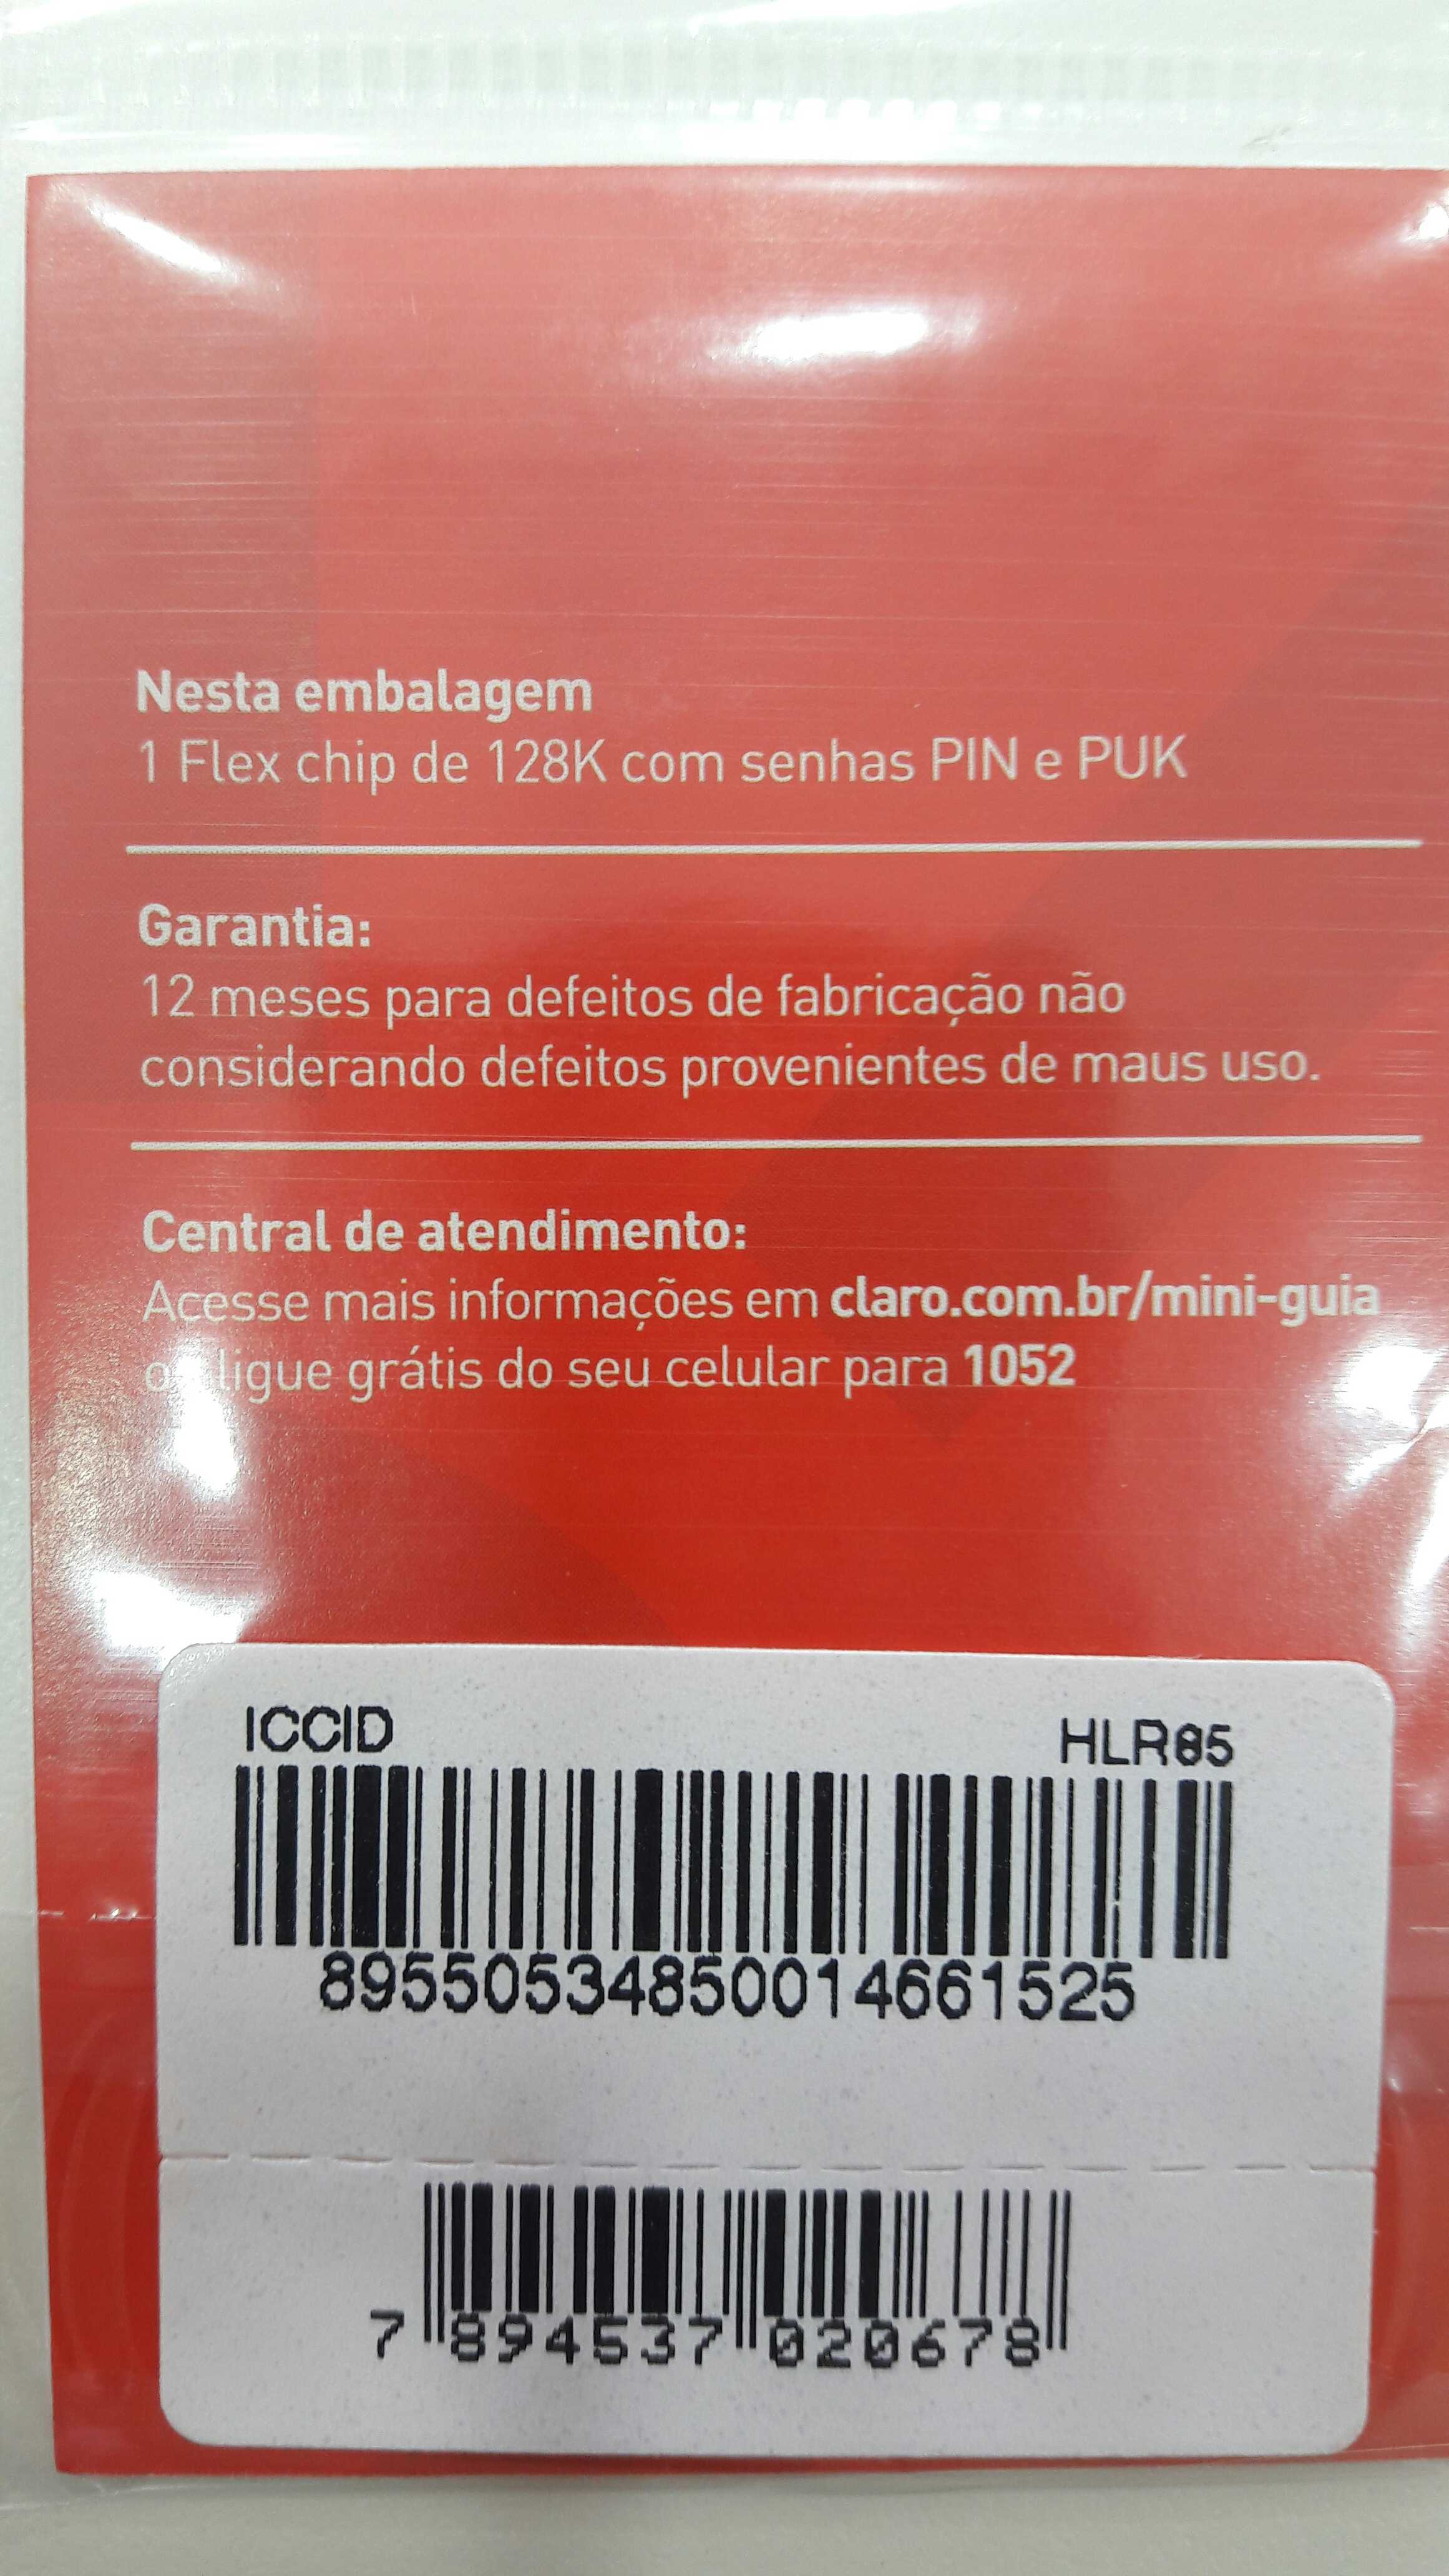 Nesta embalagem
1 Flex chip de 128K com senhas PIN e PUK
Garantia:
12 meses para defeitos de fabricação não
considerando defeitos provenientes de maus uso.
Central de atendimento:
Acesse mais informações em claro.com.br/mini-guia
ou ligue grátis do seu celular para 1052
ICCID HLR85
89550534850014661525
7 894537 020678